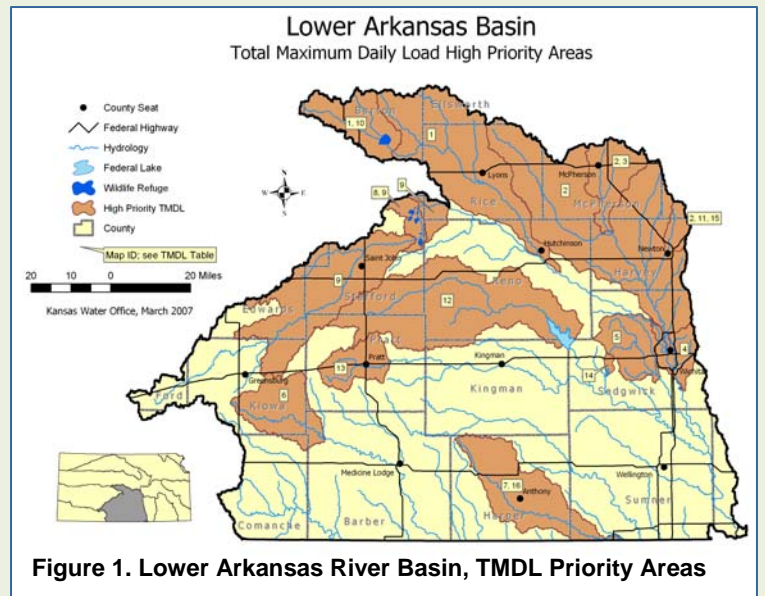 Lower Arkansas Basin
Total Maximum Daily Load High Priority Areas
County Seat
Federal Highway
Hydrology
Federal Lake
Wildlife Refuge
High Priority TMDL
County
Map ID; see TMDL Table
20 10 0 20 Miles
Kansas Water Office, March 2007
N
W E
S
Barton
Ellsworth
1, 10
1
2, 3
Lyons
McPherson
8, 9
9
2
Rice
McPherson
2, 11, 15
Hutchinson
Newton
Saint John
9
Reno
Harvey
Stafford
12
Edwards
5
4
Pratt
Pratt
Kingman
Wichita
13
Greensburg
14
Kingman
Sedgwick
Ford
6
Kiowa
Medicine Lodge
Wellington
7, 16
Anthony
Sumner
Harper
Barber
Comanche
Figure 1. Lower Arkansas River Basin, TMDL Priority Areas